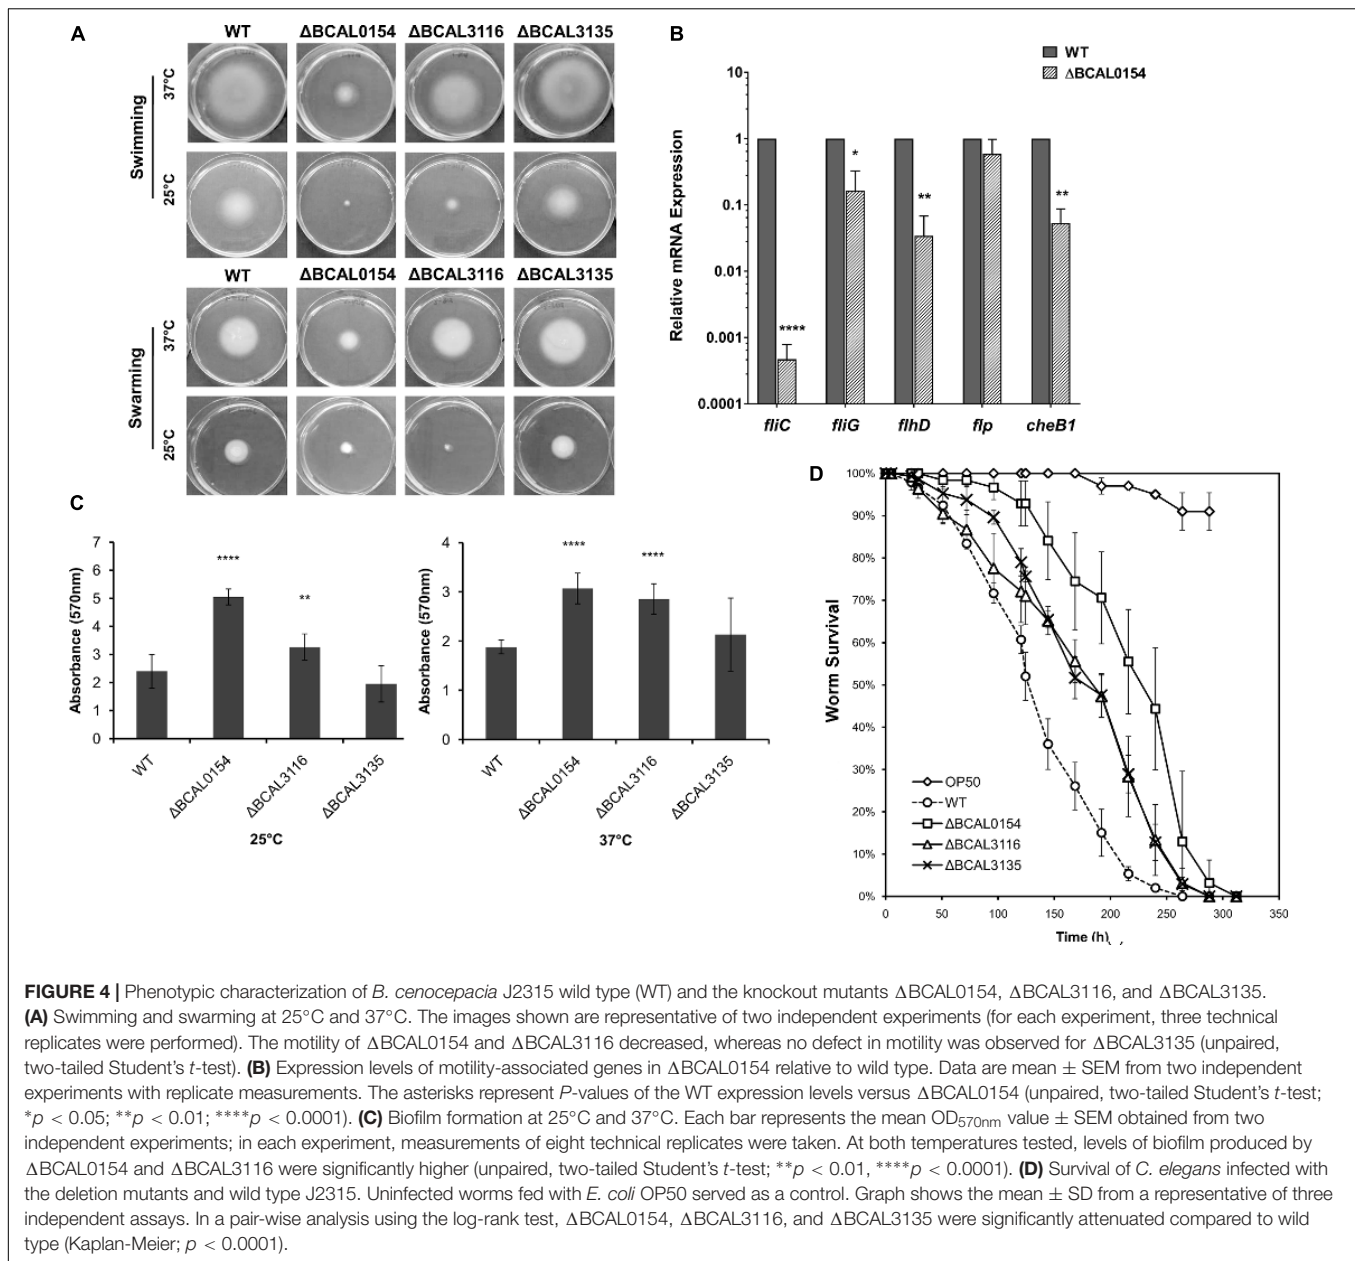 A
WT ΔBCAL0154 ΔBCAL3116 ΔBCAL3135
Swimming
37°C
25°C
WT ΔBCAL0154 ΔBCAL3116 ΔBCAL3135
Swarming
37°C
25°C
B
WT
ΔBCAL0154
Relative mRNA Expression
10
1
0.1
0.01
0.001
0.0001
****
*
**
**
fliC fliG flhD flp cheB1
C
Absorbance (570nm)
7
6
5
4
3
2
1
0
****
**
WT ΔBCAL0154 ΔBCAL3116 ΔBCAL3135
25°C
Absorbance (570nm)
4
3
2
1
0
****
****
WT ΔBCAL0154 ΔBCAL3116 ΔBCAL3135
37°C
D
Worm Survival
100%
90%
80%
70%
60%
50%
40%
30%
20%
10%
0%
OP50
WT
ΔBCAL0154
ΔBCAL3116
ΔBCAL3135
0 50 100 150 200 250 300 350
Time (h)
FIGURE 4 | Phenotypic characterization of B. cenocepacia J2315 wild type (WT) and the knockout mutants ΔBCAL0154, ΔBCAL3116, and ΔBCAL3135.
(A) Swimming and swarming at 25°C and 37°C. The images shown are representative of two independent experiments (for each experiment, three technical
replicates were performed). The motility of ΔBCAL0154 and ΔBCAL3116 decreased, whereas no defect in motility was observed for ΔBCAL3135 (unpaired,
two-tailed Student's t-test). (B) Expression levels of motility-associated genes in ΔBCAL0154 relative to wild type. Data are mean ± SEM from two independent
experiments with replicate measurements. The asterisks represent P-values of the WT expression levels versus ΔBCAL0154 (unpaired, two-tailed Student's t-test;
*p < 0.05; **p < 0.01; ****p < 0.0001). (C) Biofilm formation at 25°C and 37°C. Each bar represents the mean OD570nm value ± SEM obtained from two
independent experiments; in each experiment, measurements of eight technical replicates were taken. At both temperatures tested, levels of biofilm produced by
ΔBCAL0154 and ΔBCAL3116 were significantly higher (unpaired, two-tailed Student's t-test; **p < 0.01, ****p < 0.0001). (D) Survival of C. elegans infected with
the deletion mutants and wild type J2315. Uninfected worms fed with E. coli OP50 served as a control. Graph shows the mean ± SD from a representative of three
independent assays. In a pair-wise analysis using the log-rank test, ΔBCAL0154, ΔBCAL3116, and ΔBCAL3135 were significantly attenuated compared to wild
type (Kaplan-Meier; p < 0.0001).